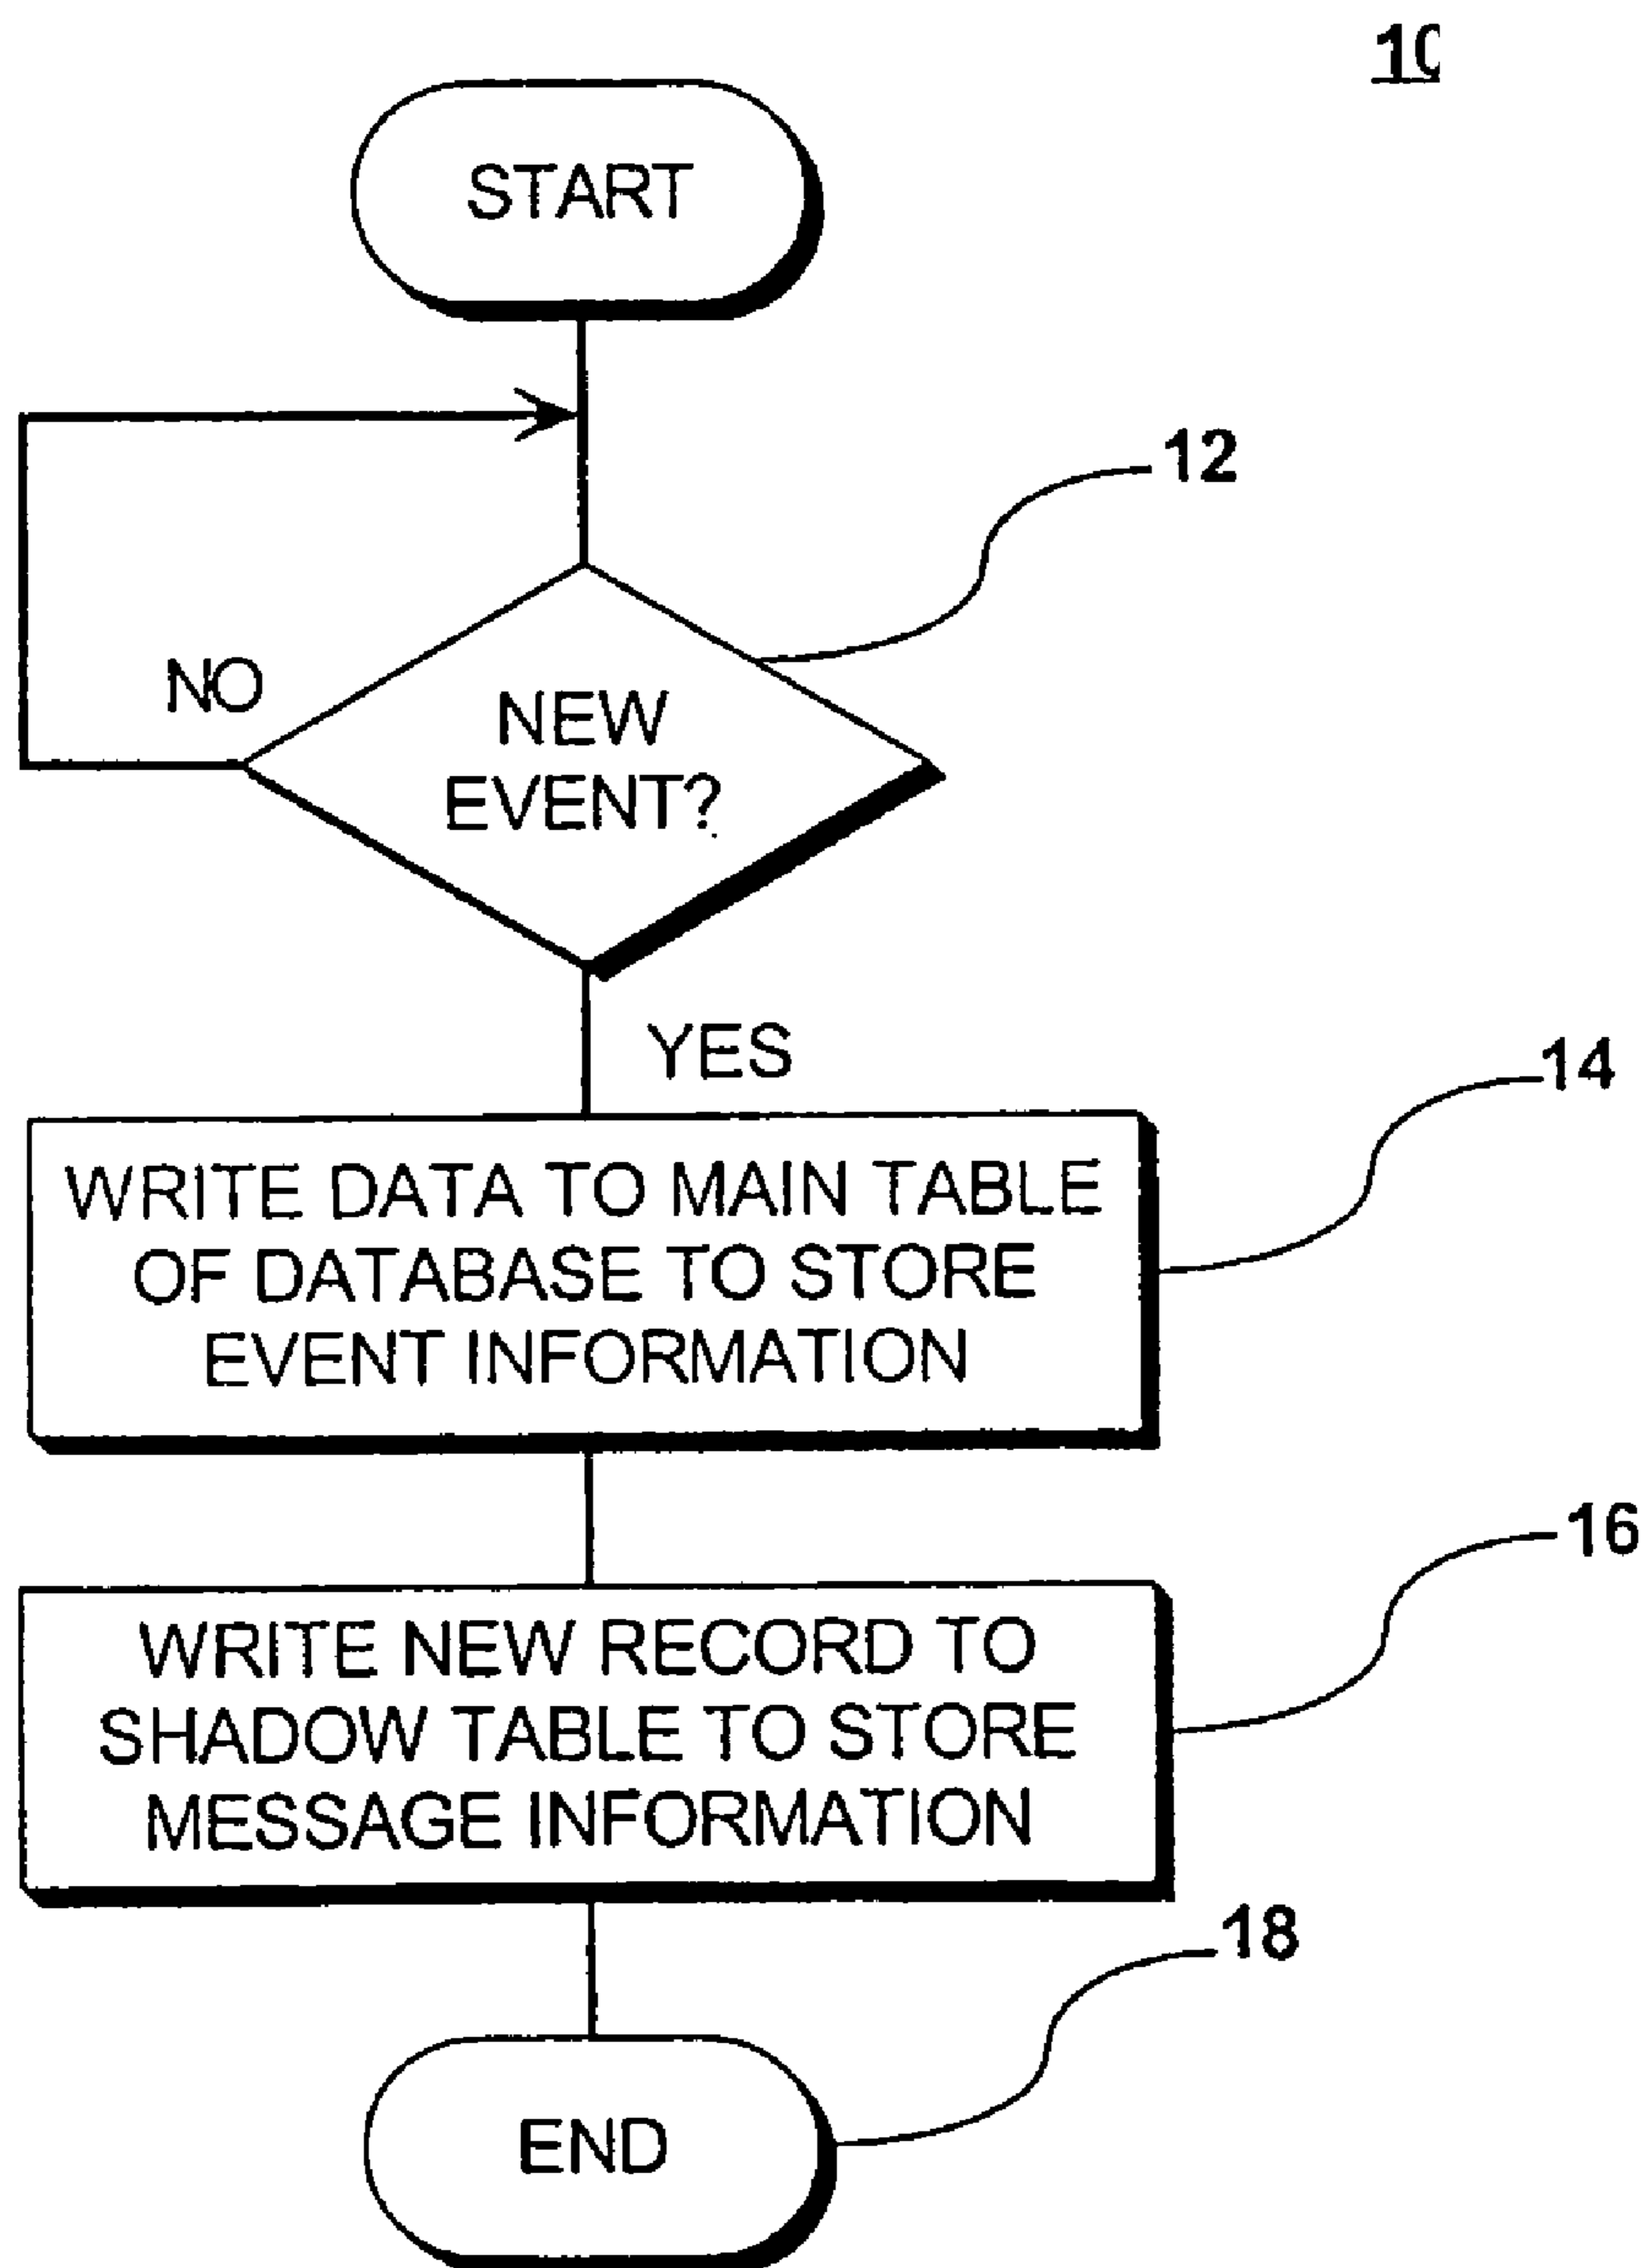 10
START
12
NO
NEW
EVENT?
YES
14
WRITE DATA TO MAIN TABLE
OF DATABASE TO STORE
EVENT INFORMATION
16
WRITE NEW RECORD TO
SHADOW TABLE TO STORE
MESSAGE INFORMATION
18
END